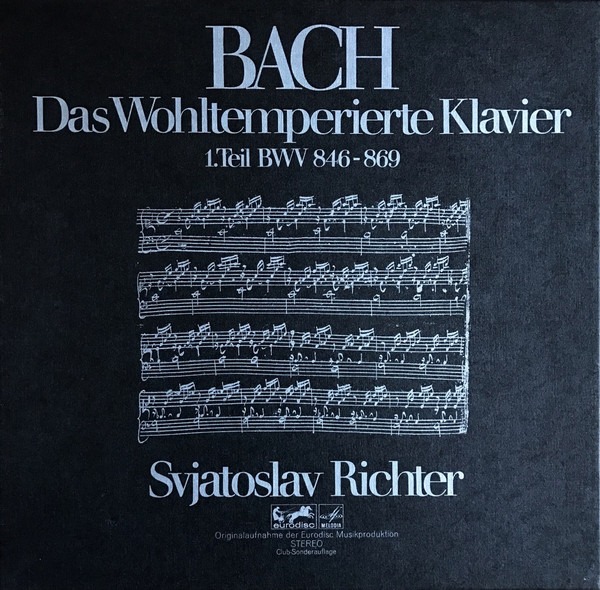 BACH
Das Wohltemperierte Klavier
1.Teil BWV 846-869
Svjatoslav Richter
eurodisc MELODIA
Originalaufnahme der Eurodisc Musikproduktion
STEREO
Club-Sonderauflage